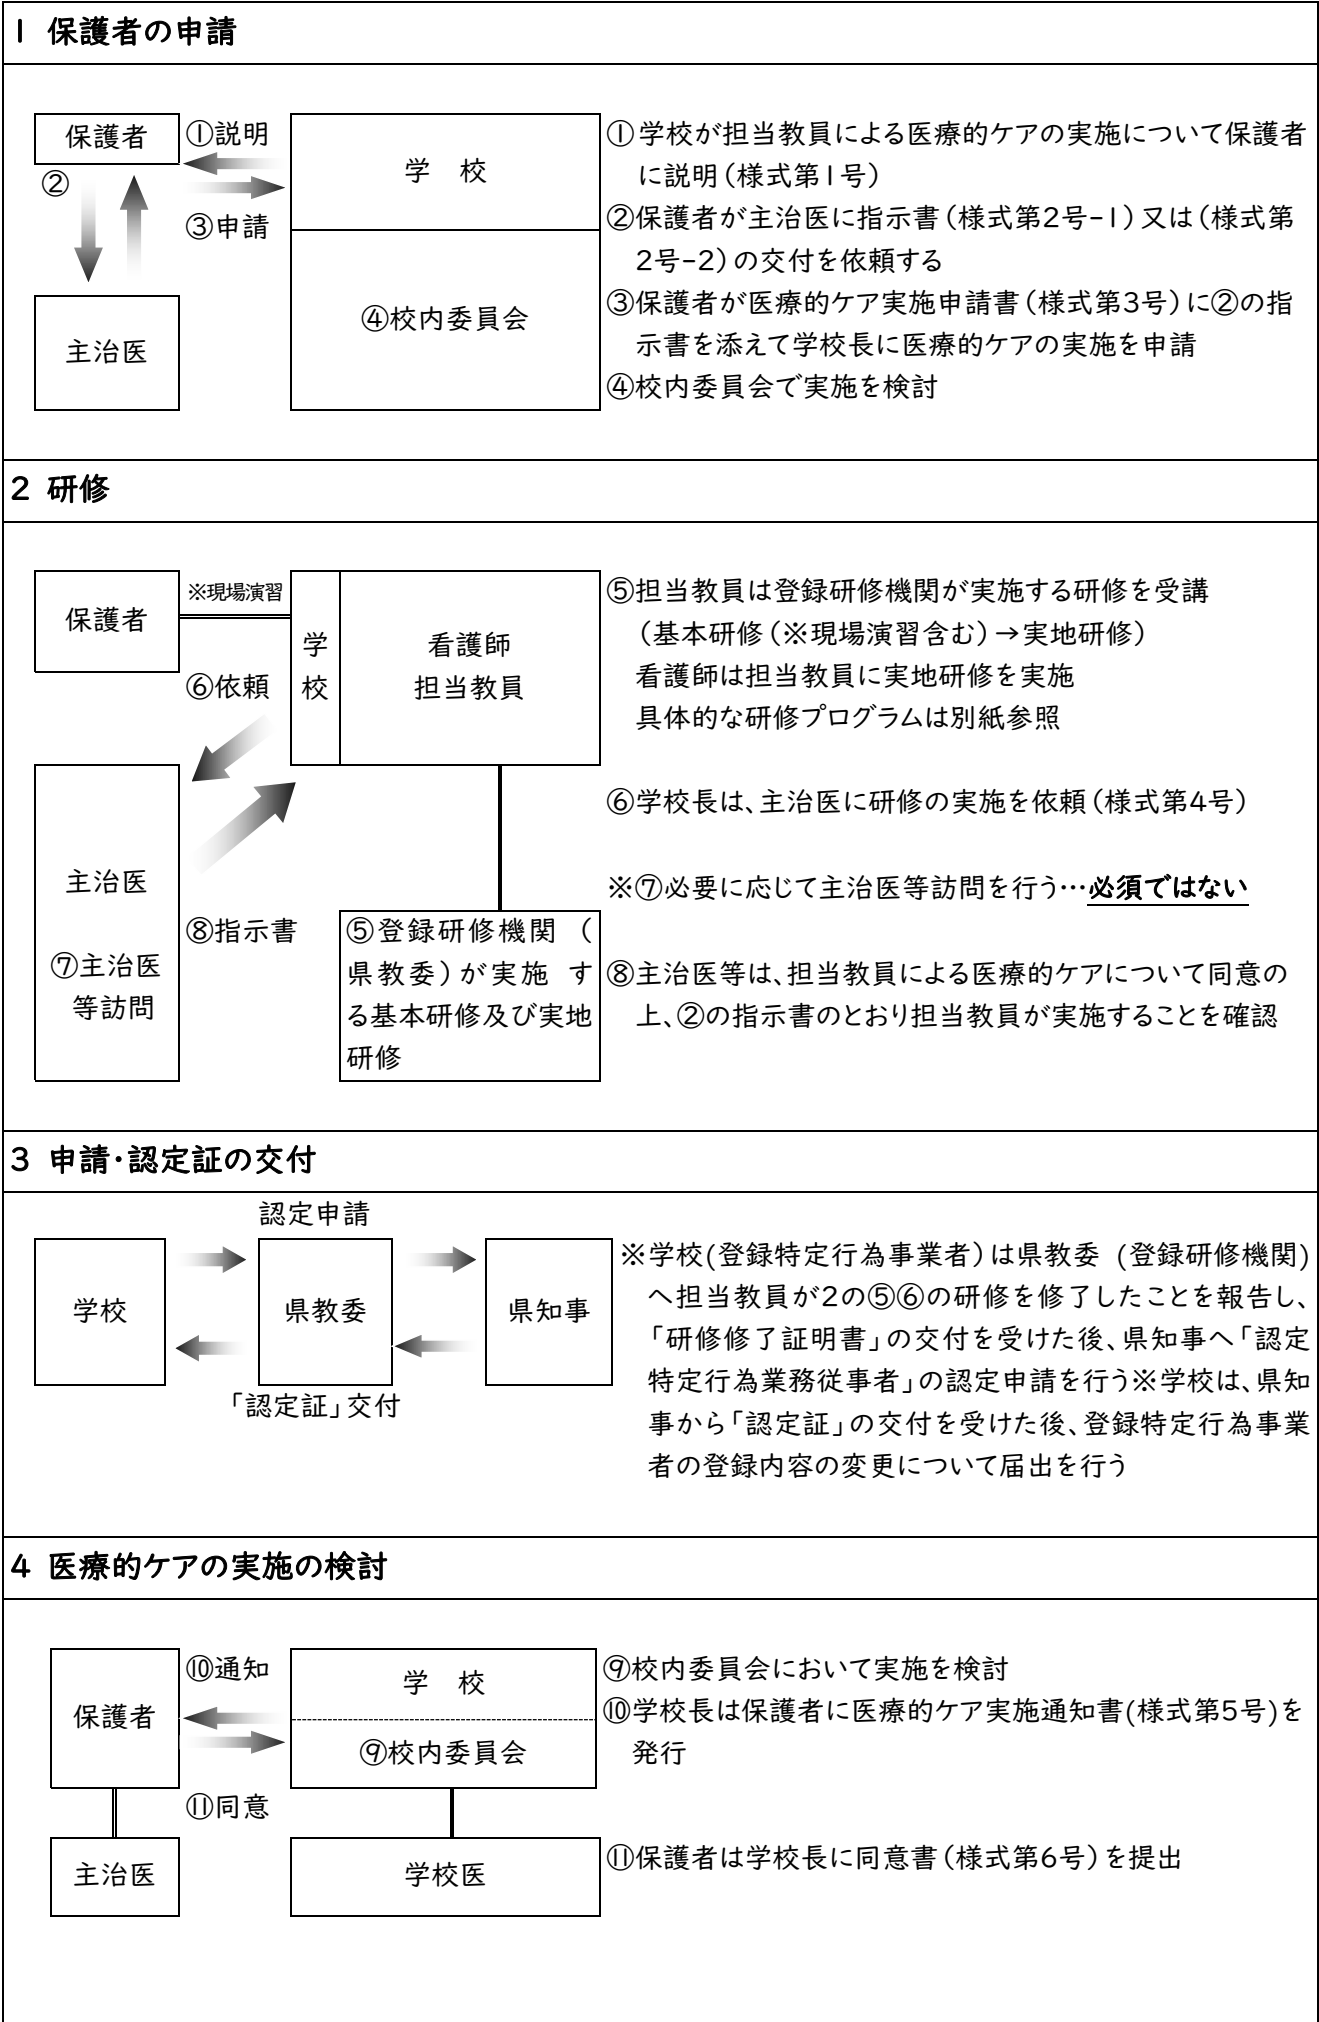 1 保護者の申請
保護者
①説明
②
③申請
学　校
④校内委員会
主治医
①学校が担当教員による医療的ケアの実施について保護者
に説明（様式第1号）
②保護者が主治医に指示書（様式第2号-1）又は（様式第
2号-2）の交付を依頼する
③保護者が医療的ケア実施申請書（様式第3号）に②の指
示書を添えて学校長に医療的ケアの実施を申請
④校内委員会で実施を検討
2 研修
保護者
※現場演習
⑥依頼
学
校
看護師
担当教員
主治医
⑦主治医
等訪問
⑧指示書
⑤登録研修機関（
県教委）が実施 す
る基本研修及び実地
研修
⑤担当教員は登録研修機関が実施する研修を受講
（基本研修（※現場演習含む）→実地研修）
看護師は担当教員に実地研修を実施
具体的な研修プログラムは別紙参照
⑥学校長は、主治医に研修の実施を依頼（様式第4号）
※⑦必要に応じて主治医等訪問を行う…必須ではない
⑧主治医等は、担当教員による医療的ケアについて同意の
上、②の指示書のとおり担当教員が実施することを確認
3 申請・認定証の交付
認定申請
学校
県教委
県知事
「認定証」交付
※学校(登録特定行為事業者）は県教委 (登録研修機関)
へ担当教員が2の⑤⑥の研修を修了したことを報告し、
「研修修了証明書」の交付を受けた後、県知事へ「認定
特定行為業務従事者」の認定申請を行う※学校は、県知
事から「認定証」の交付を受けた後、登録特定行為事業
者の登録内容の変更について届出を行う
4 医療的ケアの実施の検討
保護者
⑩通知
⑪同意
学　校
⑨校内委員会
主治医
学校医
⑨校内委員会において実施を検討
⑩学校長は保護者に医療的ケア実施通知書(様式第5号)を
発行
⑪保護者は学校長に同意書（様式第6号）を提出